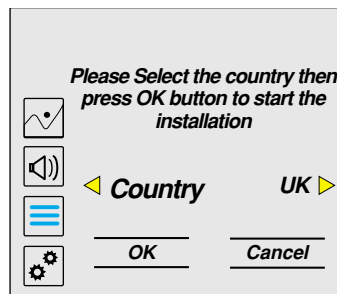 Please Select the country then
press OK button to start the
installation
Country UK
OK Cancel